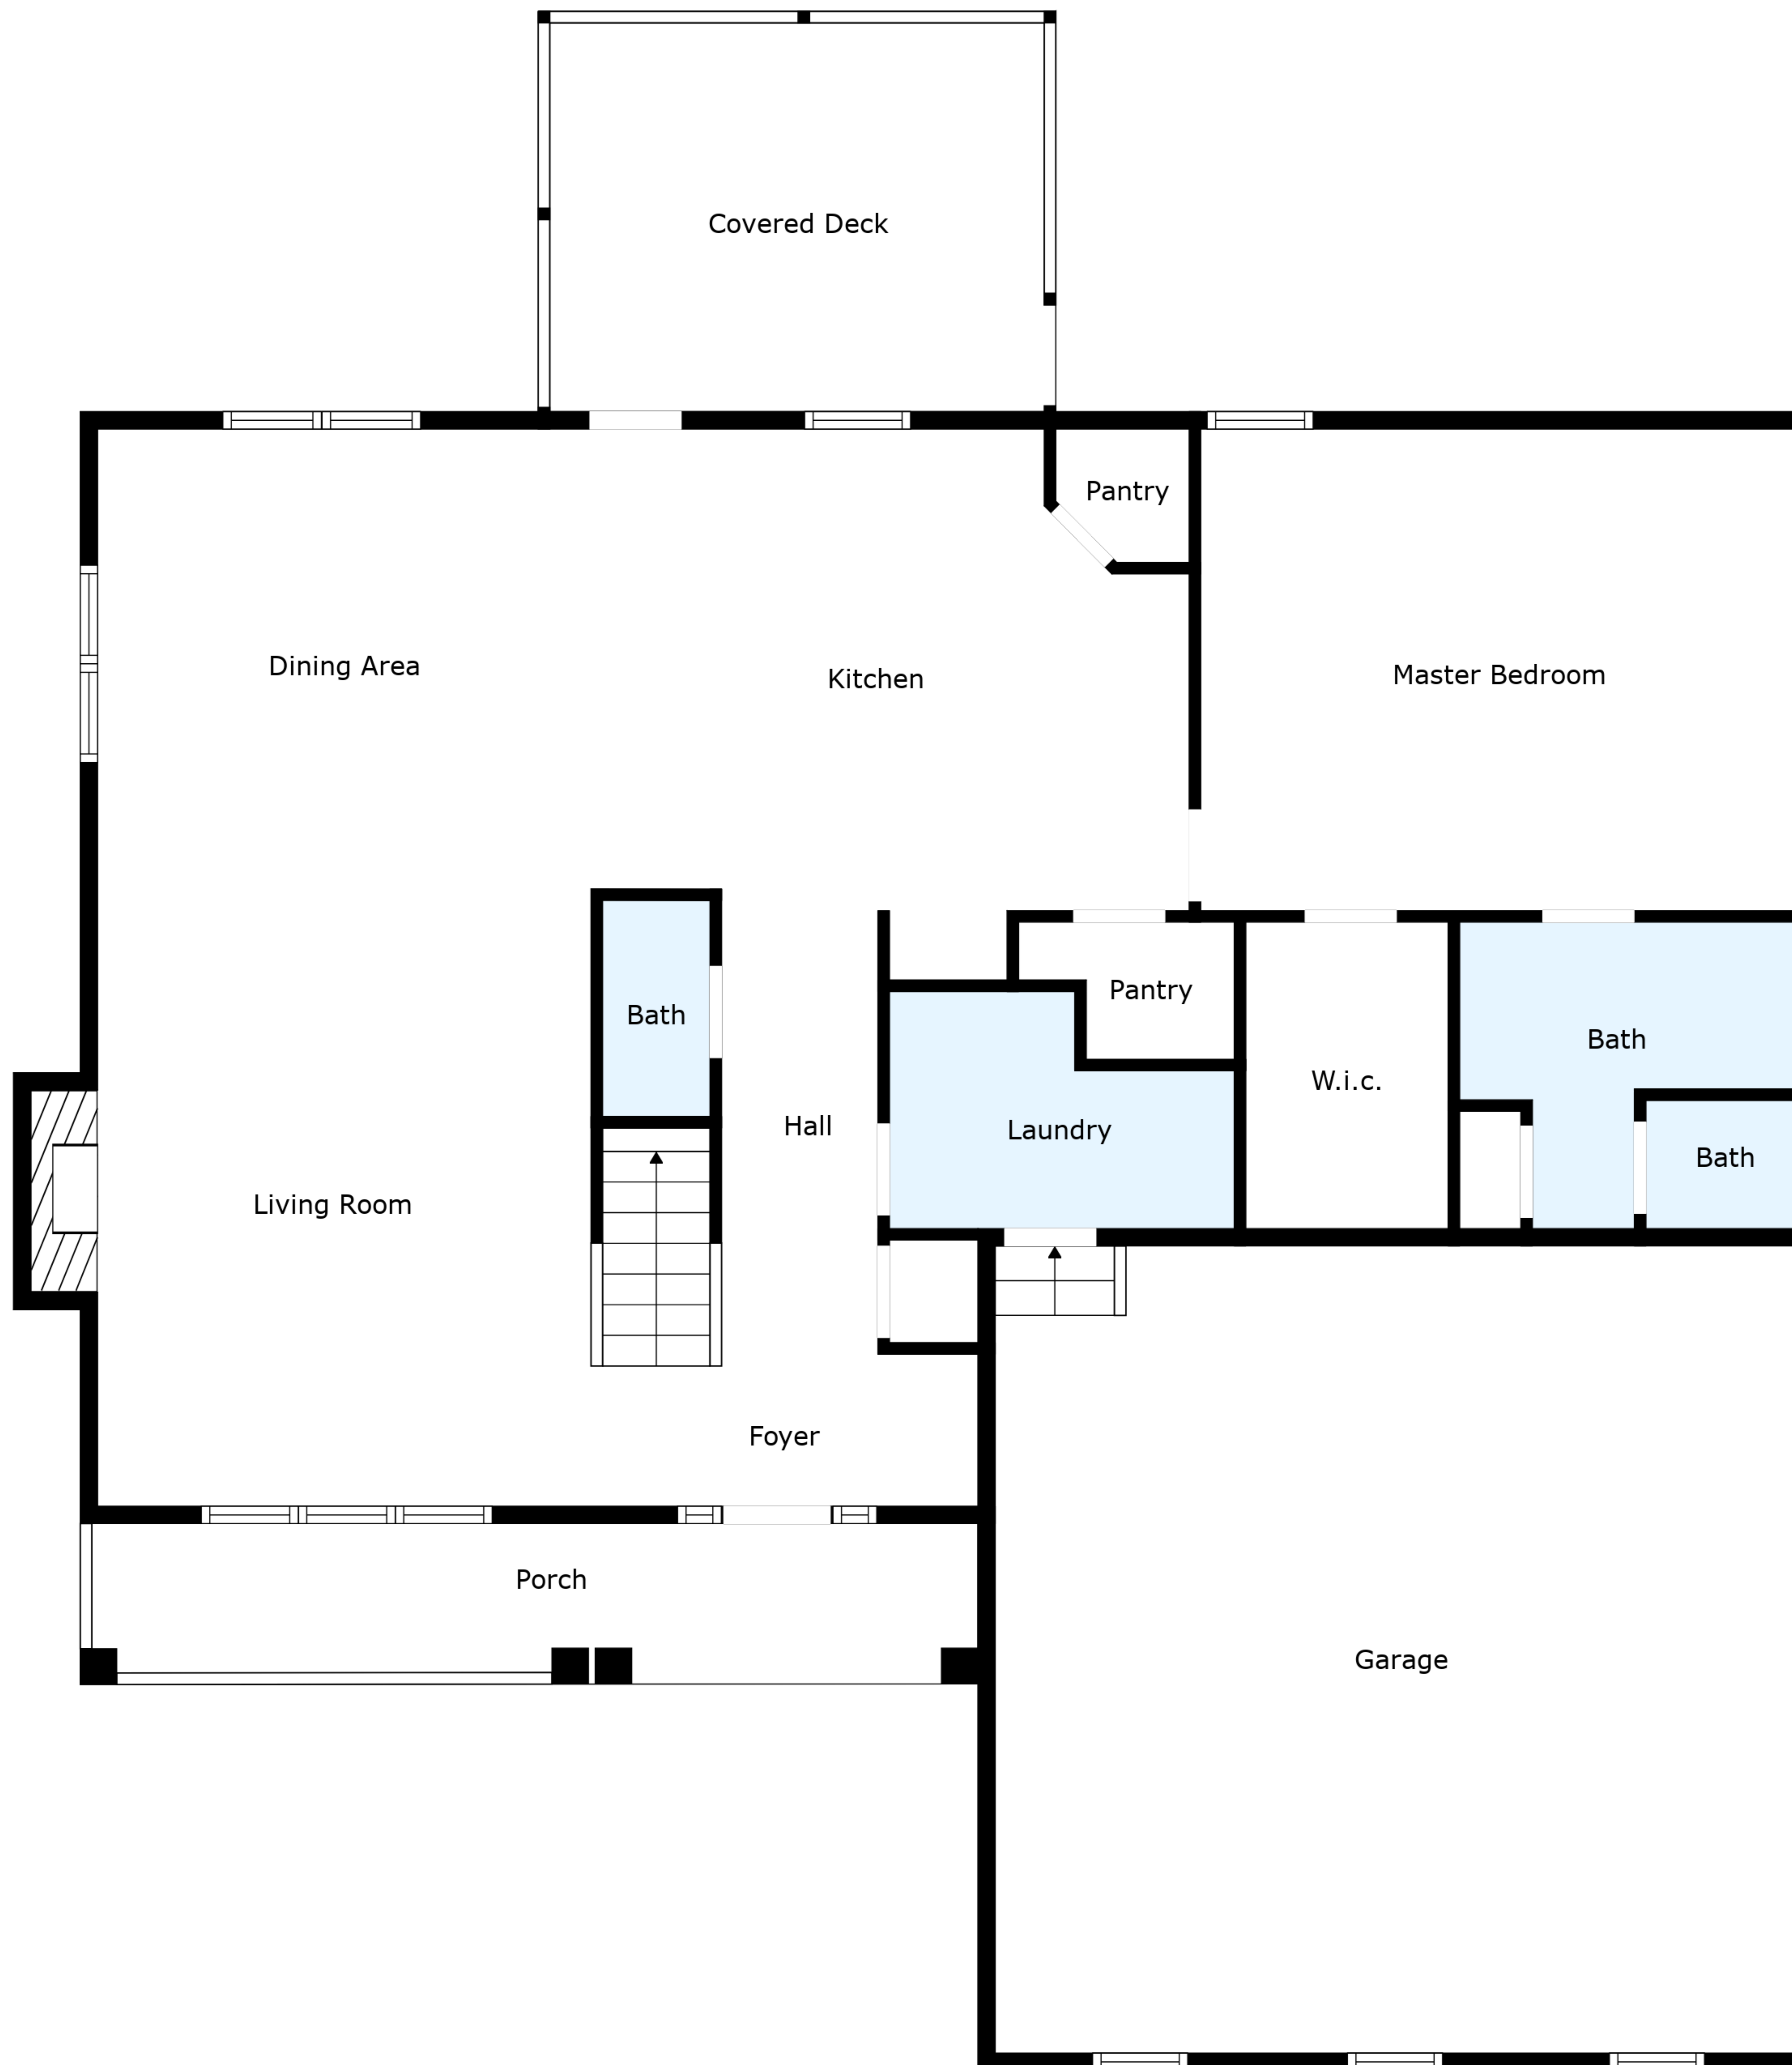 Covered Deck
Pantry
Dining Area
Kitchen
Master Bedroom
Pantry
Bath
Bath
W.i.c.
Hall
Laundry
Bath
Living Room
Foyer
Porch
Garage